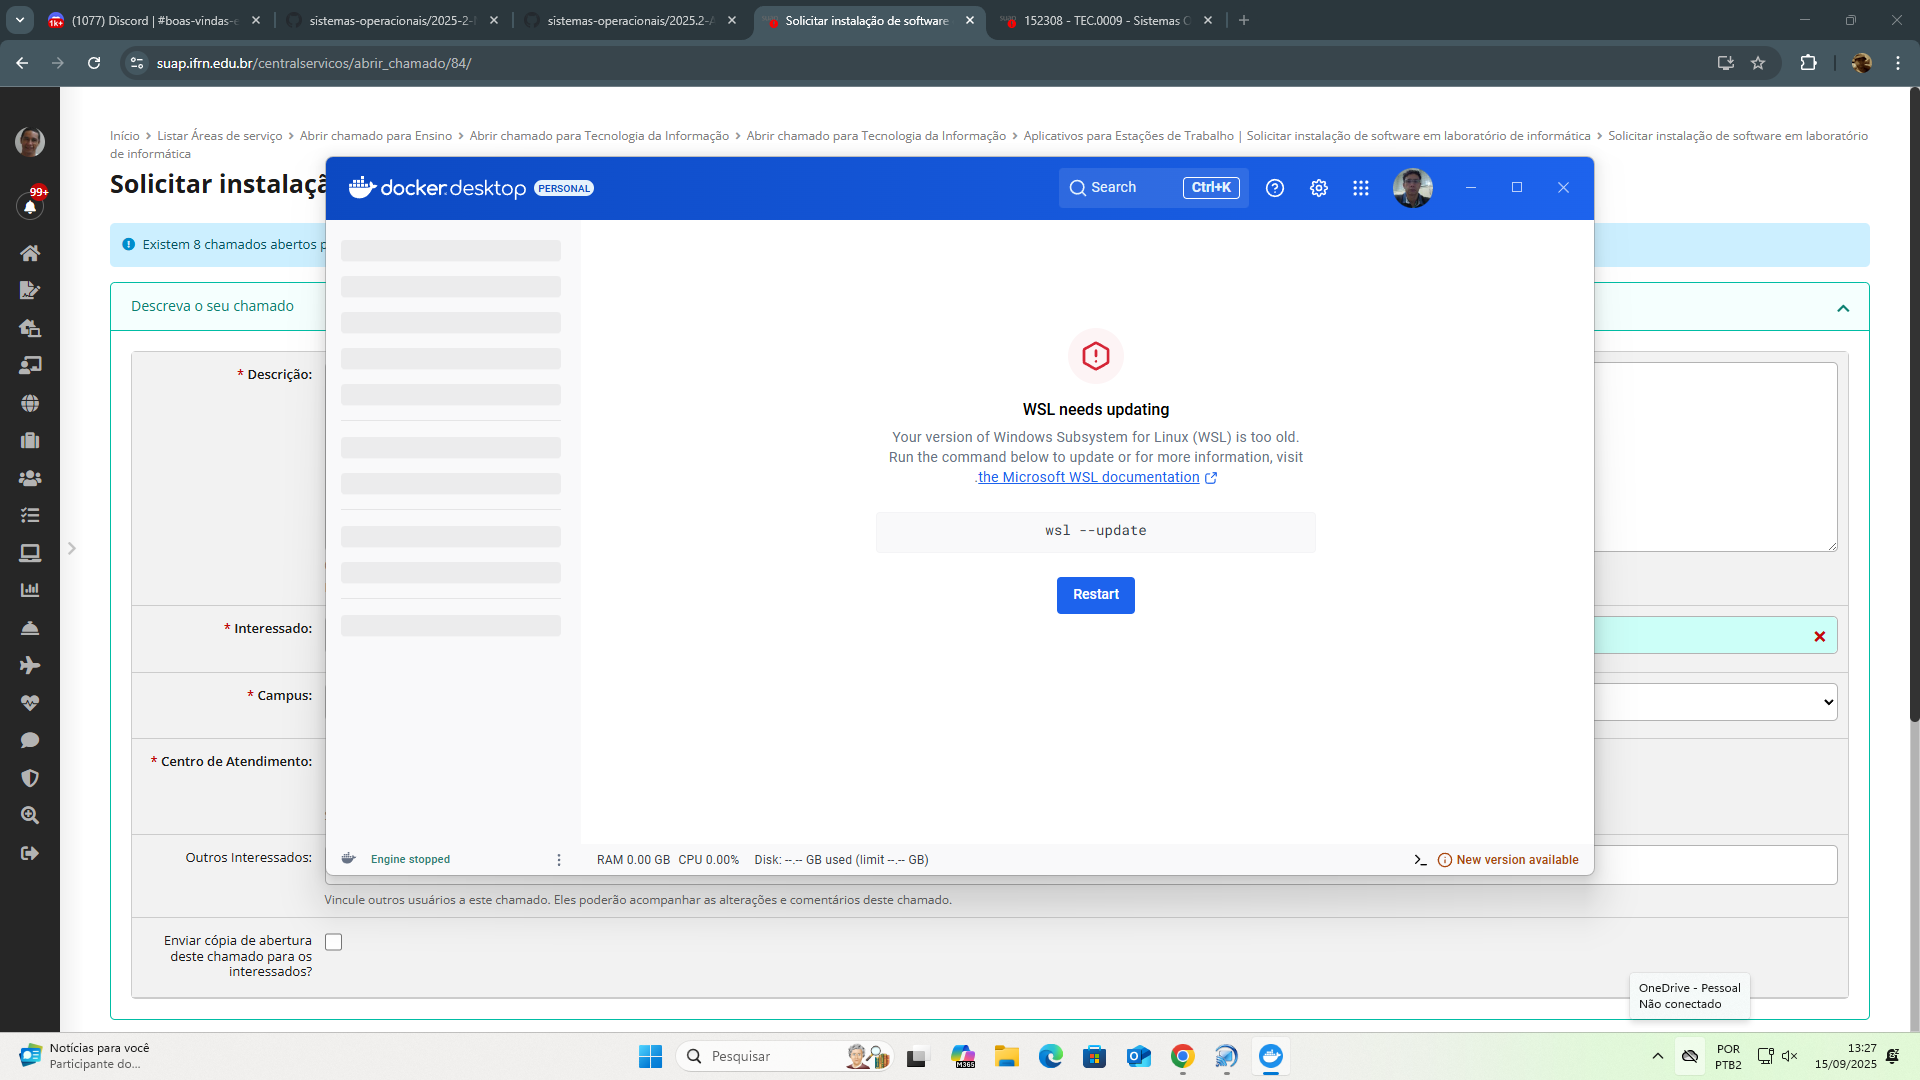 (1077) Discord | #boas-vindas-e
sistemas-operacionais/2025-2-
sistemas-operacionais/2025.2-A
Solicitar instalação de software
152308 - TEC.0009 - Sistemas O
suap.ifrn.edu.br/centralservicos/abrir_chamado/84/
99+
Início > Listar Áreas de serviço > Abrir chamado para Ensino > Abrir chamado para Tecnologia da Informação > Abrir chamado para Tecnologia da Informação > Aplicativos para Estações de Trabalho | Solicitar instalação de software em laboratório de informática > Solicitar instalação de software em laboratório
de informática
Solicitar instalaçã
Existem 8 chamados abertos p
Descreva o seu chamado
* Descrição:
* Interessado:
* Campus:
* Centro de Atendimento:
Outros Interessados:
Vincule outros usuários a este chamado. Eles poderão acompanhar as alterações e comentários deste chamado.
Enviar cópia de abertura
deste chamado para os
interessados?
docker.desktop PERSONAL
Search Ctrl+K
WSL needs updating
Your version of Windows Subsystem for Linux (WSL) is too old.
Run the command below to update or for more information, visit
.the Microsoft WSL documentation
wsl --update
Restart
Engine stopped
RAM 0.00 GB CPU 0.00% Disk: --.-- GB used (limit --.-- GB)
New version available
OneDrive - Pessoal
Não conectado
Notícias para você
Participante do...
Pesquisar
M365
POR
PTB2
13:27
15/09/2025